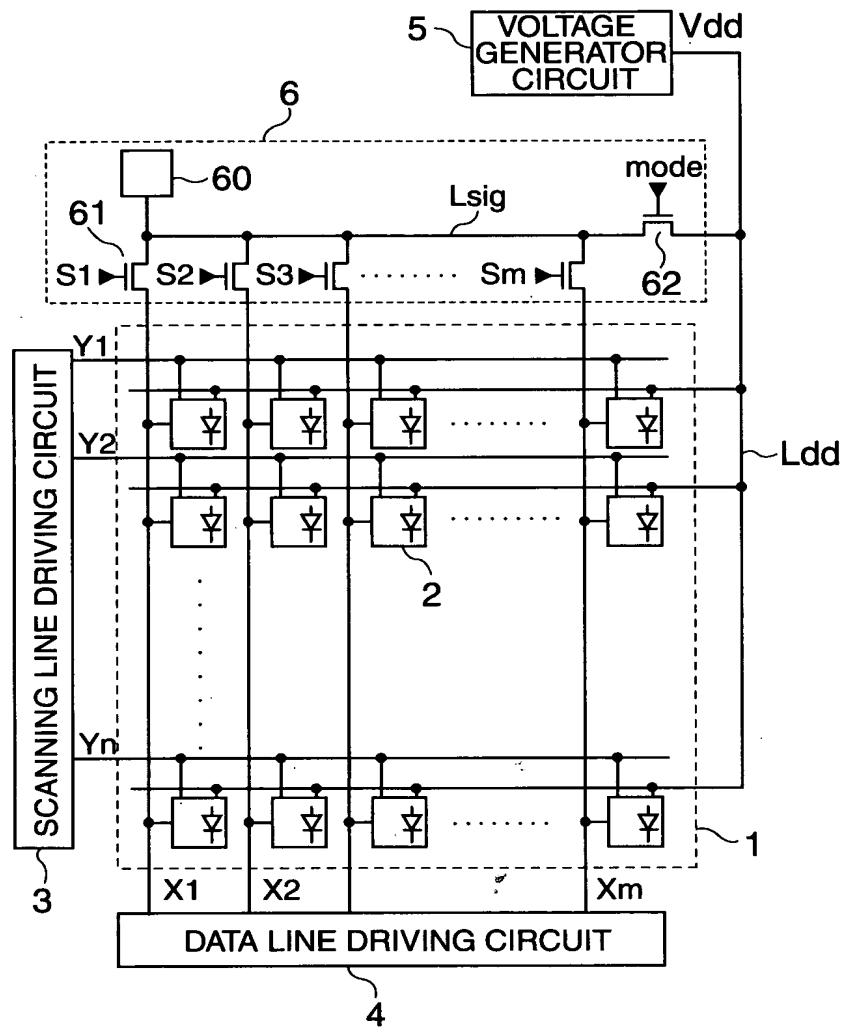 5
VOLTAGE
GENERATOR
CIRCUIT
Vdd
6
60
mode
Lsig
61
62
S1
S2
S3
Sm
Y1
Y2
Ldd
2
SCANNING LINE DRIVING CIRCUIT
Yn
1
3
X1
X2
Xm
DATA LINE DRIVING CIRCUIT
4